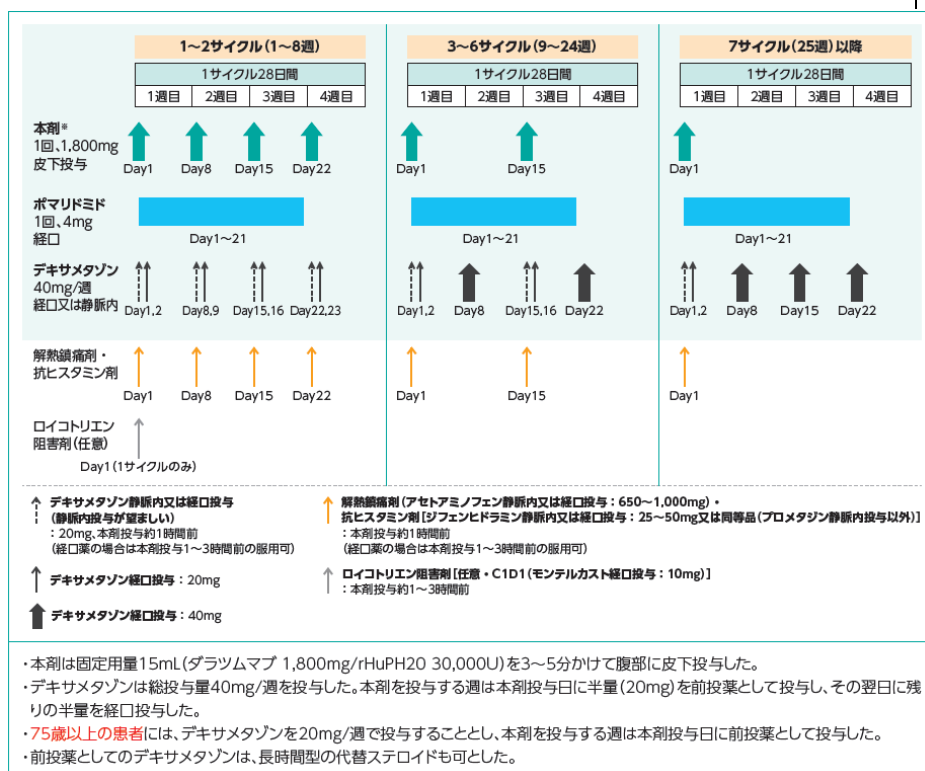 1～2サイクル（1～8週）
3～6サイクル（9～24週）
7サイクル（25週）以降
1サイクル28日間
1サイクル28日間
1サイクル28日間
1週目 2週目 3週目 4週目
1週目 2週目 3週目 4週目
1週目 2週目 3週目 4週目
本剤※
1回、1,800mg
皮下投与
Day1 Day8 Day15 Day22
Day1 Day15
Day1
ポマリドミド
1回、4mg
経口
Day1～21
Day1～21
Day1～21
デキサメタゾン
40mg/週
経口又は静脈内
Day1,2 Day8,9 Day15,16 Day22,23
Day1,2 Day8 Day15,16 Day22
Day1,2 Day8 Day15 Day22
解熱鎮痛剤・
抗ヒスタミン剤
Day1 Day8 Day15 Day22
Day1 Day15
Day1
ロイコトリエン
阻害剤（任意）
Day1（1サイクルのみ）
デキサメタゾン静脈内又は経口投与
（静脈内投与が望ましい）
：20mg、本剤投与約1時間前
（経口薬の場合は本剤投与1～3時間前の服用可）
デキサメタゾン経口投与：20mg
デキサメタゾン経口投与：40mg
解熱鎮痛剤（アセトアミノフェン静脈内又は経口投与：650～1,000mg）・
抗ヒスタミン剤［ジフェンヒドラミン静脈内又は経口投与：25～50mg又は同等品（プロメタジン静脈内投与以外）］
：本剤投与約1時間前
（経口薬の場合は本剤投与1～3時間前の服用可）
ロイコトリエン阻害剤［任意・C1D1（モンテルカスト経口投与：10mg）］
：本剤投与約1～3時間前
・本剤は固定用量15mL（ダラツムマブ 1,800mg/rHuPH20 30,000U）を3～5分かけて腹部に皮下投与した。
・デキサメタゾンは総投与量40mg/週を投与した。本剤を投与する週は本剤投与日に半量（20mg）を前投薬として投与し、その翌日に残
りの半量を経口投与した。
・75歳以上の患者には、デキサメタゾンを20mg/週で投与することとし、本剤を投与する週は本剤投与日に前投薬として投与した。
・前投薬としてのデキサメタゾンは、長時間型の代替ステロイドも可とした。